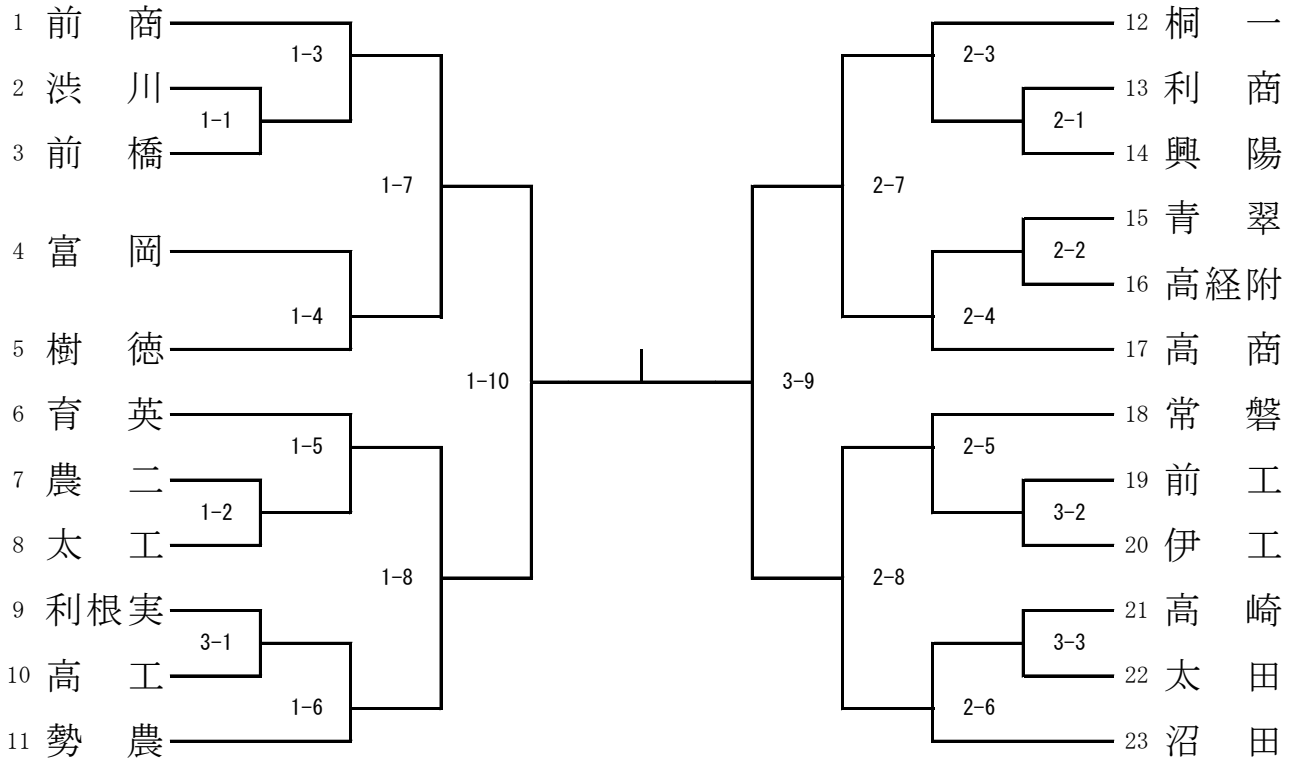 1 前商
1-3
2 渋川
1-1
3 前橋
1-7
4 富岡
1-4
5 樹徳
1-10
6 育英
1-5
7 農二
1-2
8 太工
1-8
9 利根実
3-1
10 高工
1-6
11 勢農
12 桐一
2-3
13 利商
2-1
14 興陽
2-7
15 青翠
2-2
16 高経附
2-4
17 高商
3-9
18 常磐
2-5
19 前工
3-2
20 伊工
2-8
21 高崎
3-3
22 太田
2-6
23 沼田